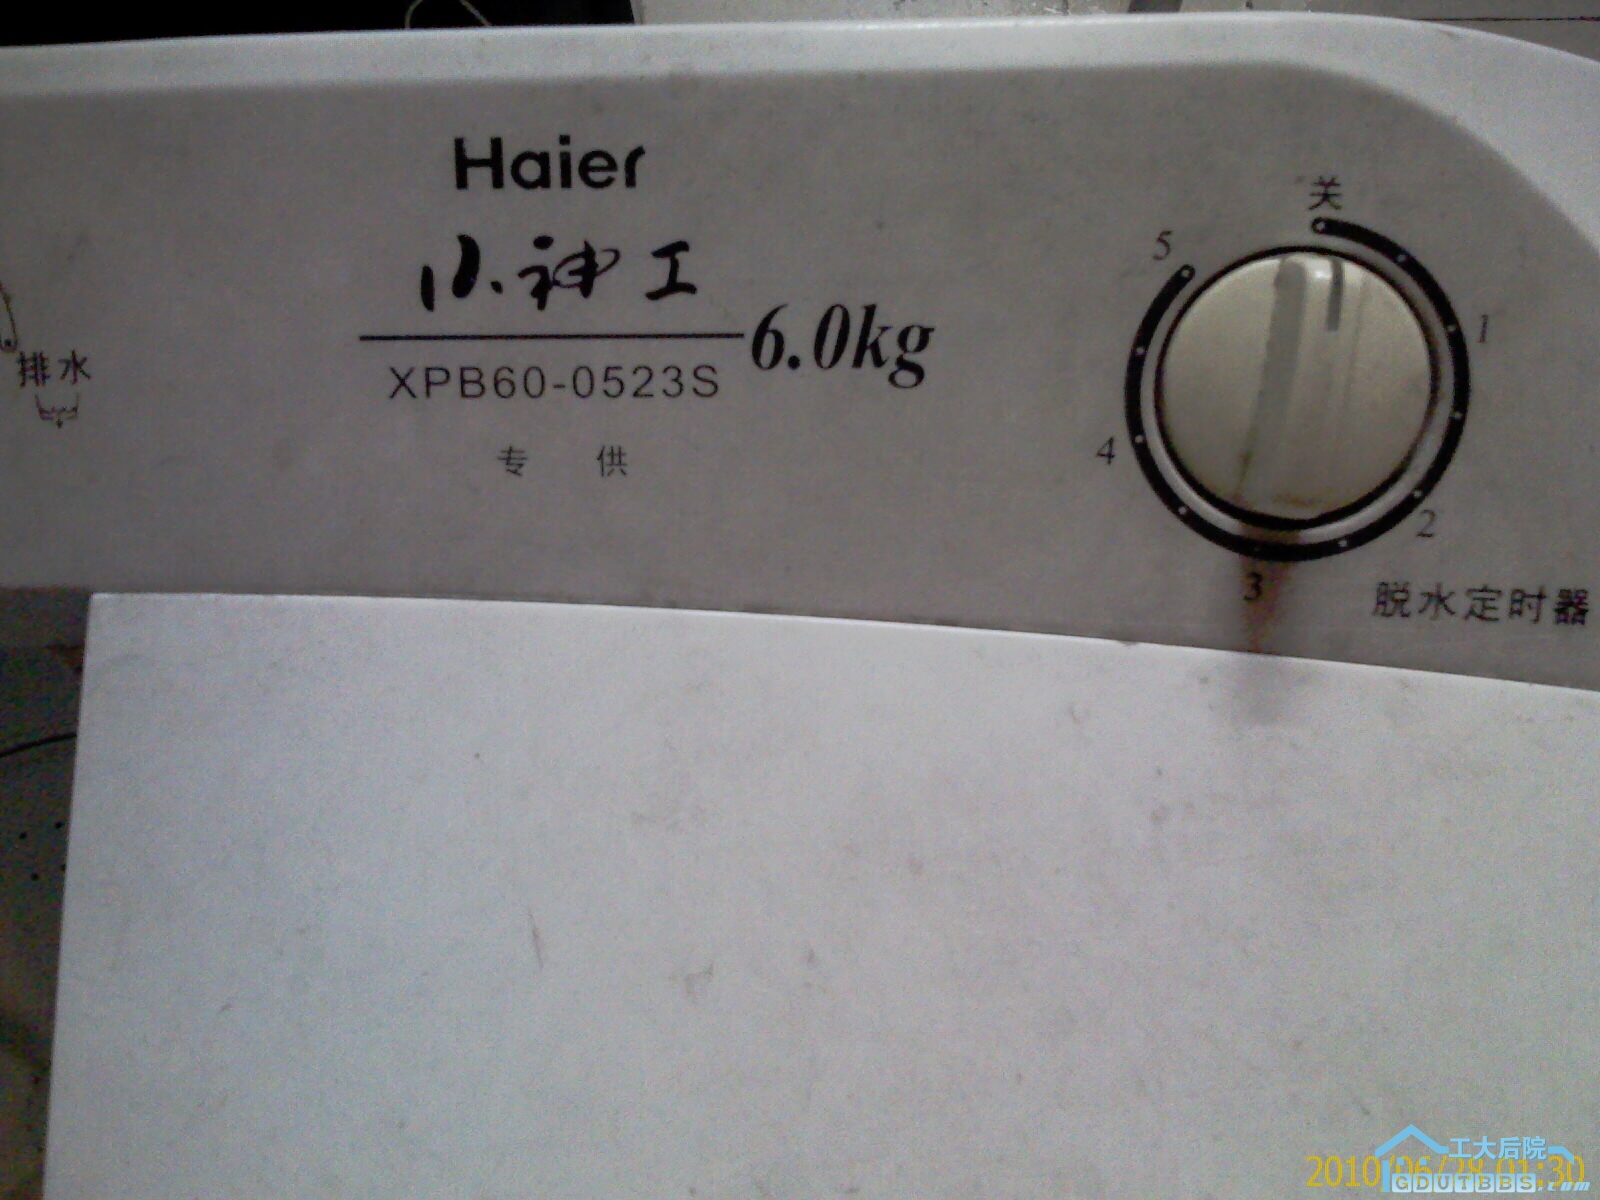 Haier
小神工
6.0kg
XPB60-0523S
专 供
排水
关
1
2
3
4
5
脱水定时器
2010/06/28 01:30
工大后院
GDUTBBS.com